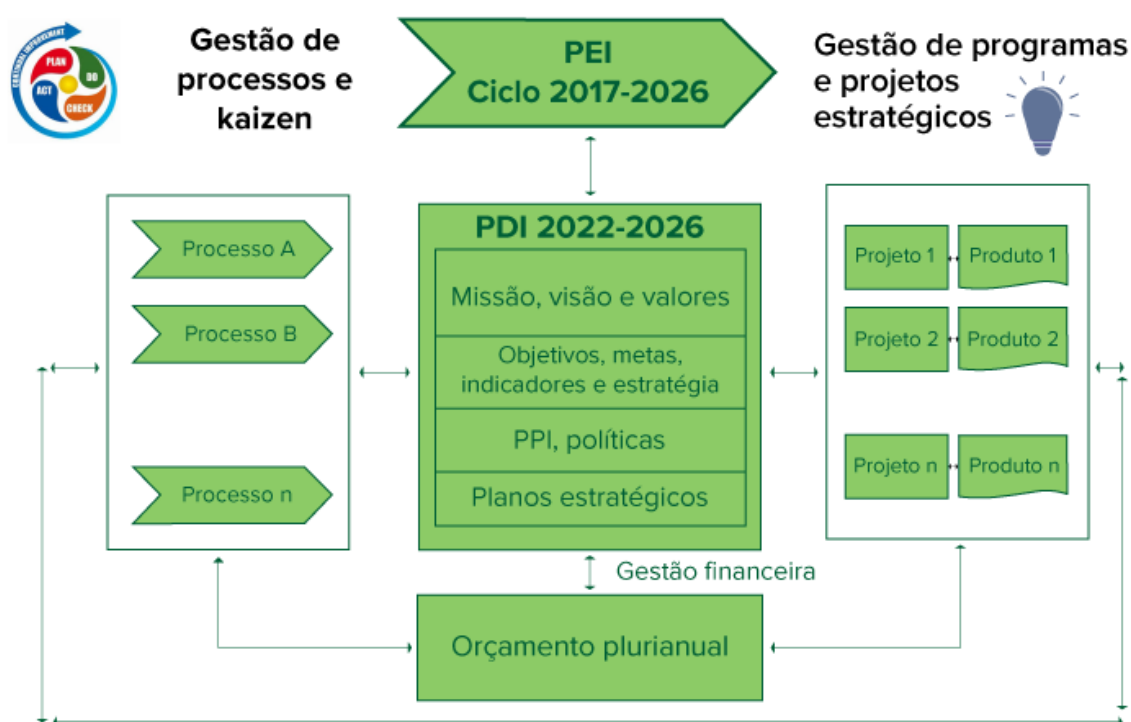 CONTINUAL IMPROVEMENT
PLAN
DO
CHECK
ACT
Gestão de
processos e
kaizen
PEI
Ciclo 2017-2026
Gestão de programas
e projetos
estratégicos
Processo A
Processo B
Processo n
PDI 2022-2026
Missão, visão e valores
Objetivos, metas,
indicadores e estratégia
PPI, políticas
Planos estratégicos
Projeto 1
Produto 1
Projeto 2
Produto 2
Projeto n
Produto n
Gestão financeira
Orçamento plurianual